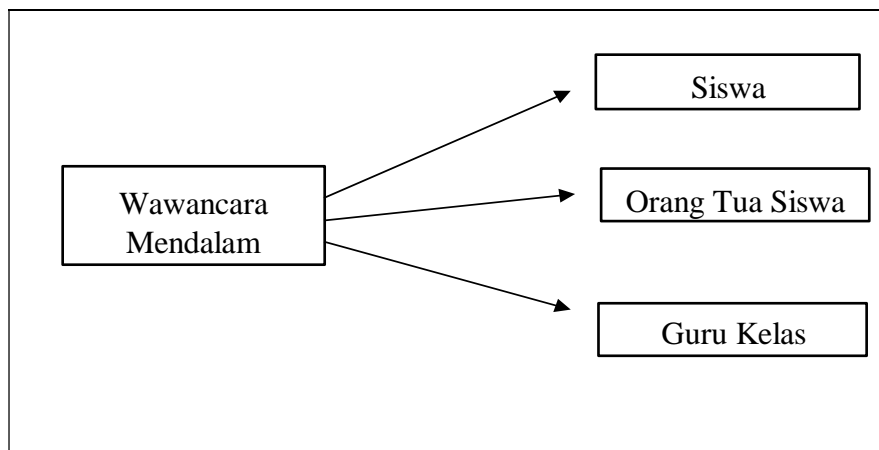 Siswa
Wawancara
Mendalam
Orang Tua Siswa
Guru Kelas